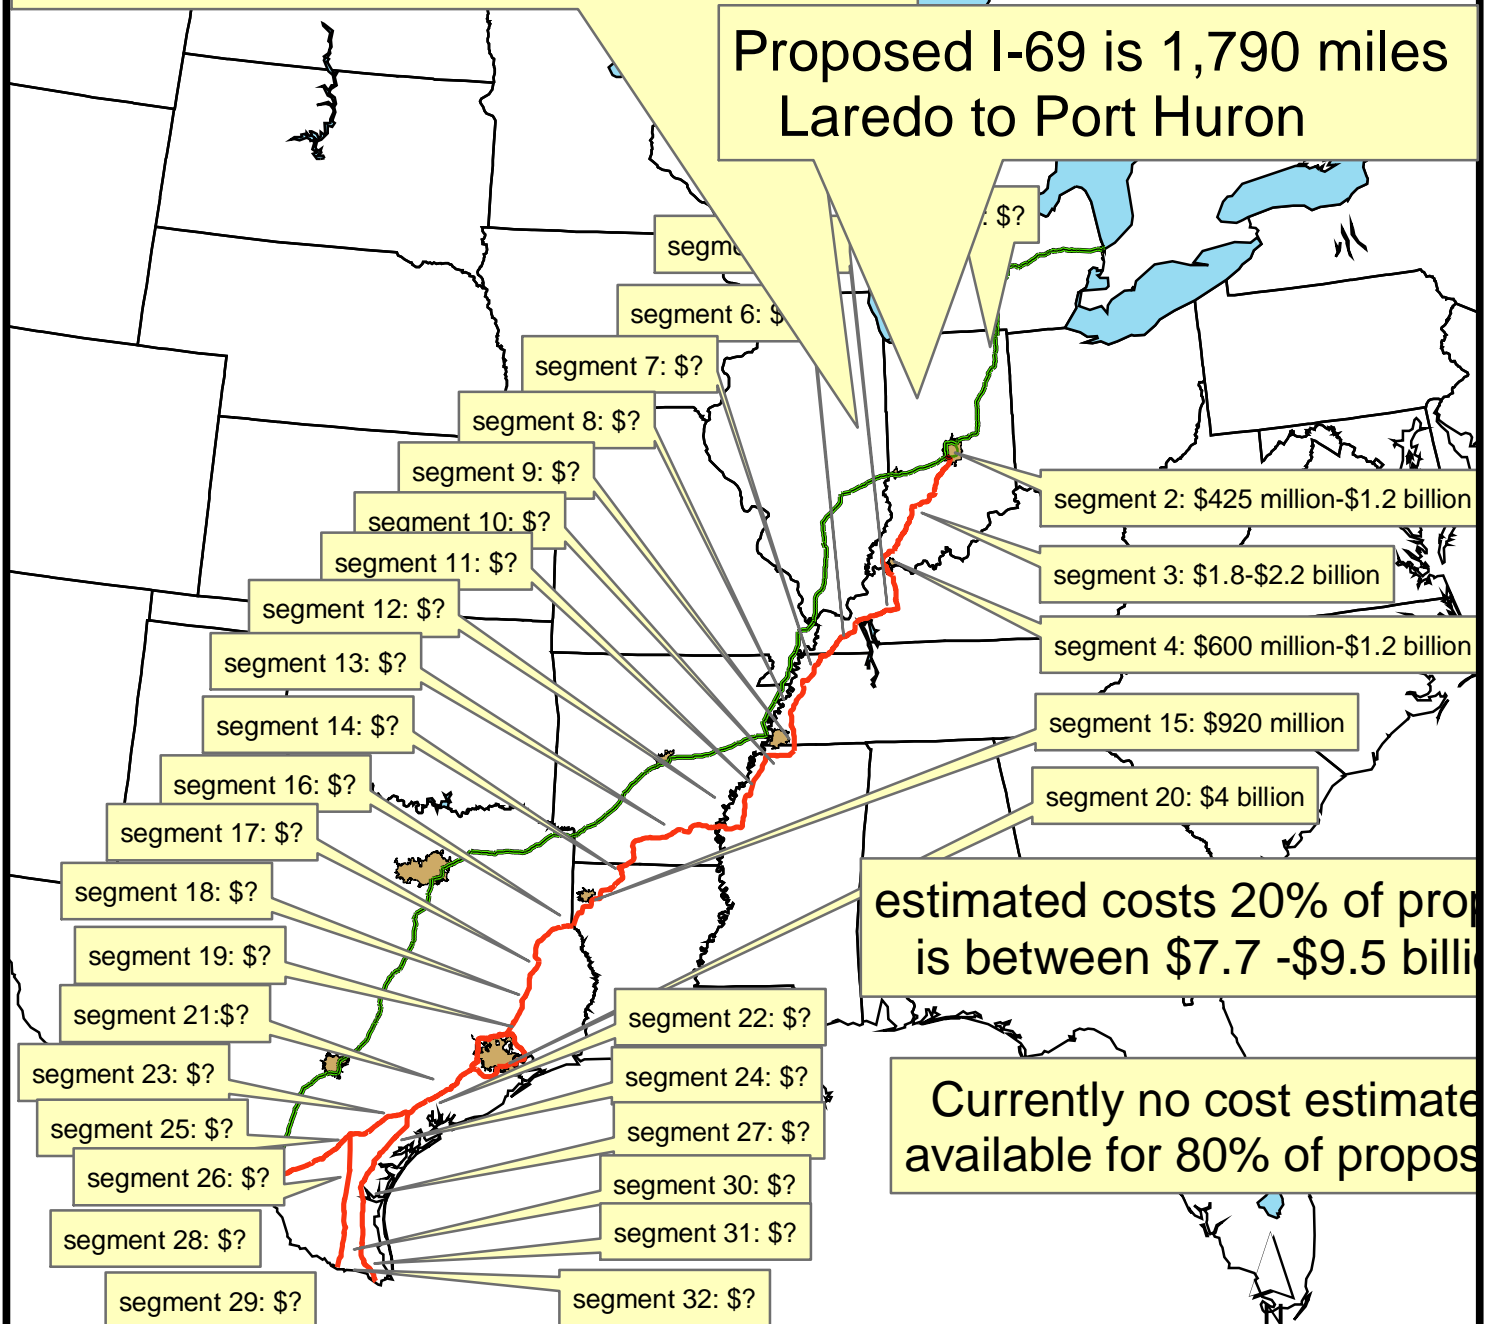 Proposed I-69 is 1,790 miles
Laredo to Port Huron
: $?
segment 6: $
segment 7: $?
segment 8: $?
segment 9: $?
segment 10: $?
segment 11: $?
segment 12: $?
segment 13: $?
segment 14: $?
segment 16: $?
segment 17: $?
segment 18: $?
segment 19: $?
segment 21:$?
segment 23: $?
segment 25: $?
segment 26: $?
segment 28: $?
segment 29: $?
segment 2: $425 million-$1.2 billion
segment 3: $1.8-$2.2 billion
segment 4: $600 million-$1.2 billion
segment 15: $920 million
segment 20: $4 billion
estimated costs 20% of
is between $7.7 -$9.5
segment 22: $?
segment 24: $?
segment 27: $?
segment 30: $?
segment 31: $?
segment 32: $?
Currently no cost estimate
available for 80% of
N